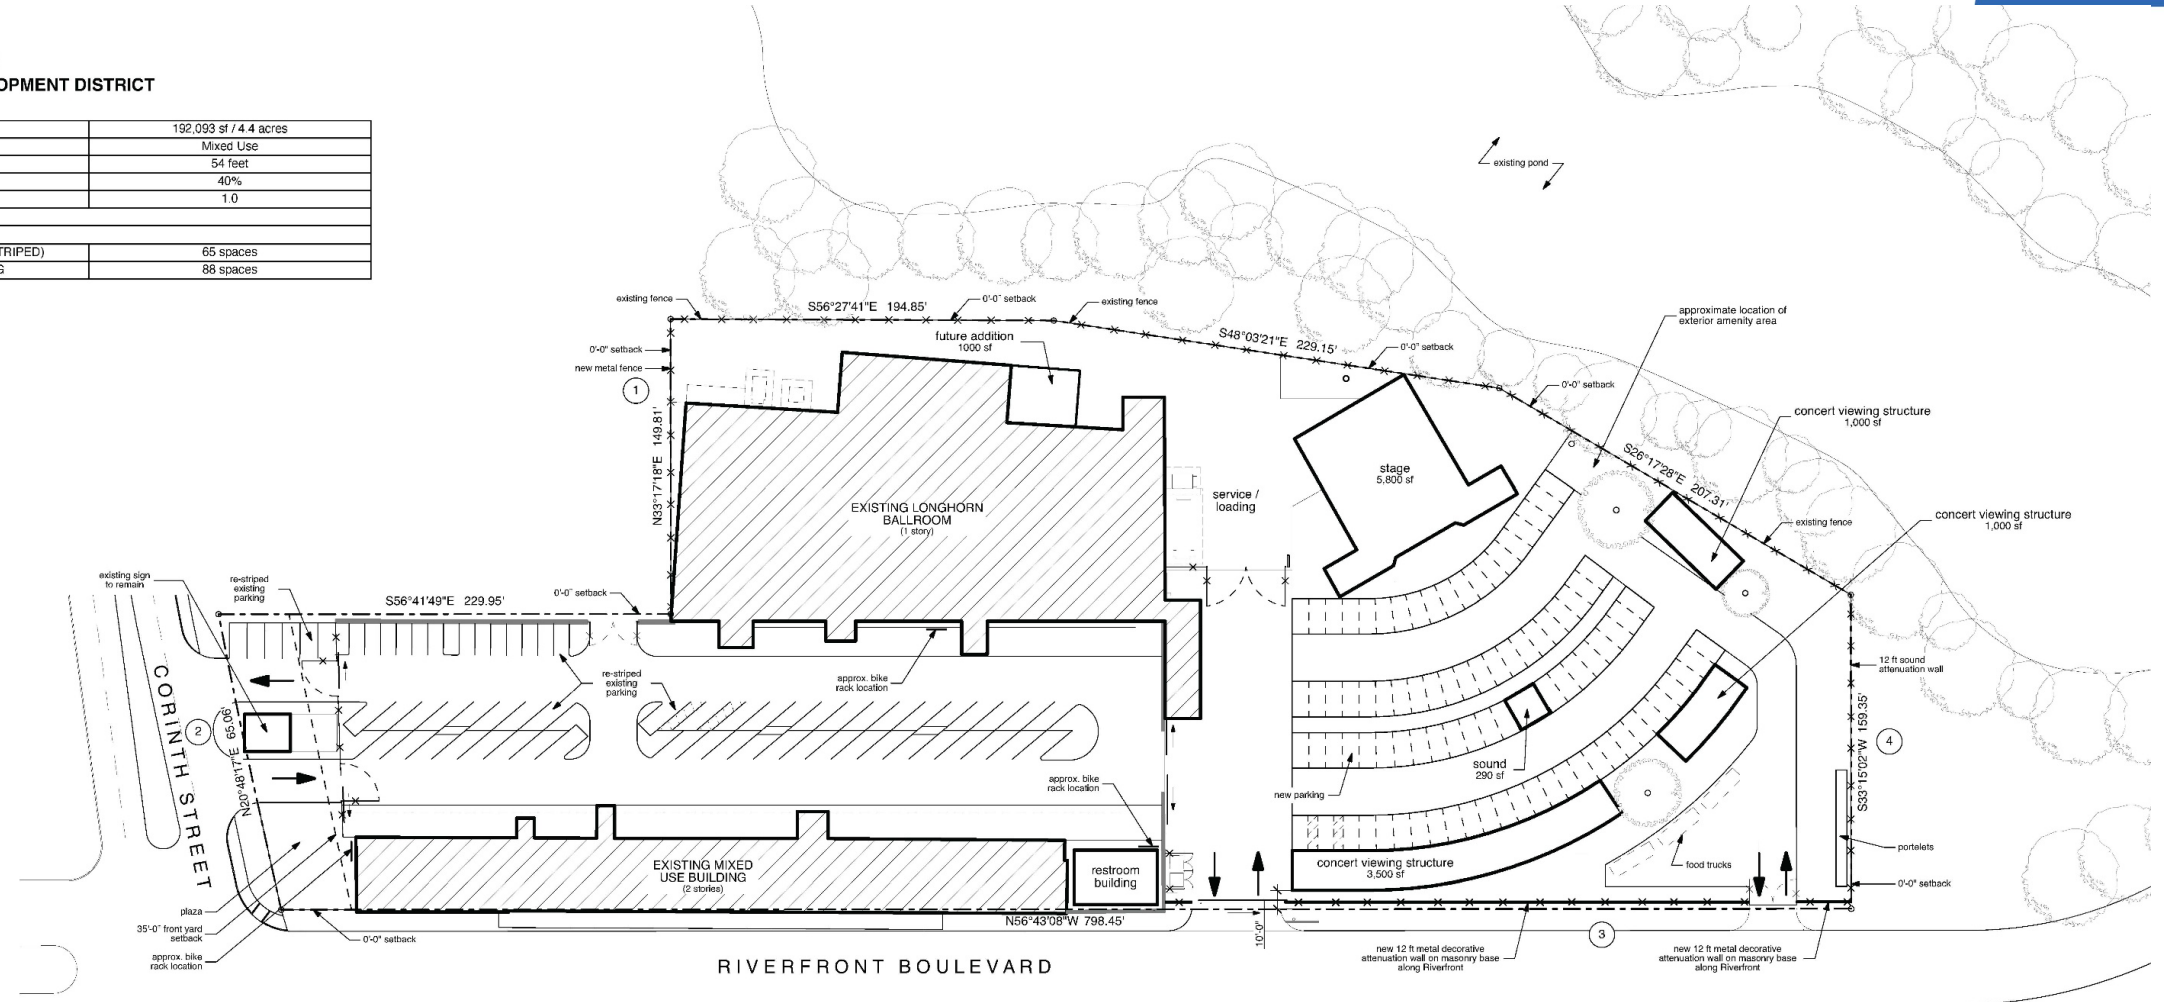 OPMENT DISTRICT
192,093 sf / 4.4 acres
Mixed Use
54 feet
40%
1.0
TRIPED)
65 spaces
G
88 spaces
existing pond
existing fence
S56°27'41"E 194.85'
0'-0" setback
existing fence
approximate location of
exterior amenity area
future addition
1000 sf
S48°03'21"E 229.15'
0'-0" setback
0'-0" setback
new metal fence
1
0'-0" setback
concert viewing structure
1,000 sf
N33°17'18"E 149.81'
stage
5,800 sf
S26°17'28"E 207.31'
service /
loading
EXISTING LONGHORN
BALLROOM
(1 story)
existing fence
concert viewing structure
1,000 sf
existing sign
to remain
re-striped
existing
parking
S56°41'49"E 229.95'
0'-0" setback
12 ft sound
attenuation wall
re-striped
existing
parking
approx. bike
rack location
CORINTH STREET
2
N20°48'17"E 65.06'
S33°15'02"W 159.35'
4
sound
290 sf
approx. bike
rack location
new parking
portelets
EXISTING MIXED
USE BUILDING
(2 stories)
restroom
building
concert viewing structure
3,500 sf
food trucks
0'-0" setback
plaza
35'-0" front yard
setback
0'-0" setback
approx. bike
rack location
N56°43'08"W 798.45'
10'-0"
3
new 12 ft metal decorative
attenuation wall on masonry base
along Riverfront
new 12 ft metal decorative
attenuation wall on masonry base
along Riverfront
RIVERFRONT BOULEVARD